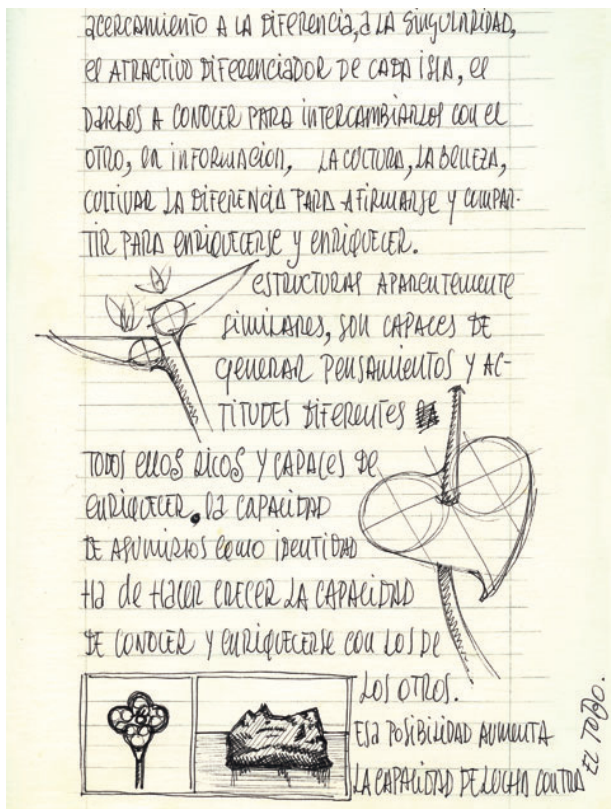 acercamiento A LA DIFERENCIA, a LA SINGULARIDAD,
el ATRACTIVO DIFERENCIADOR DE CADA ISLA, el
DARLOS A CONOCER PARA INTERCAMBIARLOS CON el
OTRO, en INFORMACION, LA CULTURA, LA BELLEZA,
CULTIVAR LA DIFERENCIA PARA AFIRMARSE Y COMPAR-
TIR PARA ENRIQUECERSE Y ENRIQUECER.
ESTRUCTURAS APARENTEMENTE
SIMILARES, SON CAPACES DE
GENERAR PENSAMIENTOS Y AC-
TITUDES DIFERENTES
TODOS ELLOS RICOS Y CAPACES DE
ENRIQUECER. La CAPACIDAD
DE ASUMIRLOS COMO IDENTIDAD
Ha de Hacer CRECER LA CAPACIDAD
DE CONOCER Y ENRIQUECERSE CON LOS DE
LOS OTROS.
Esa POSIBILIDAD AUMENTA
LA CAPACIDAD DE LUCHA CONTRA
EL TORO.